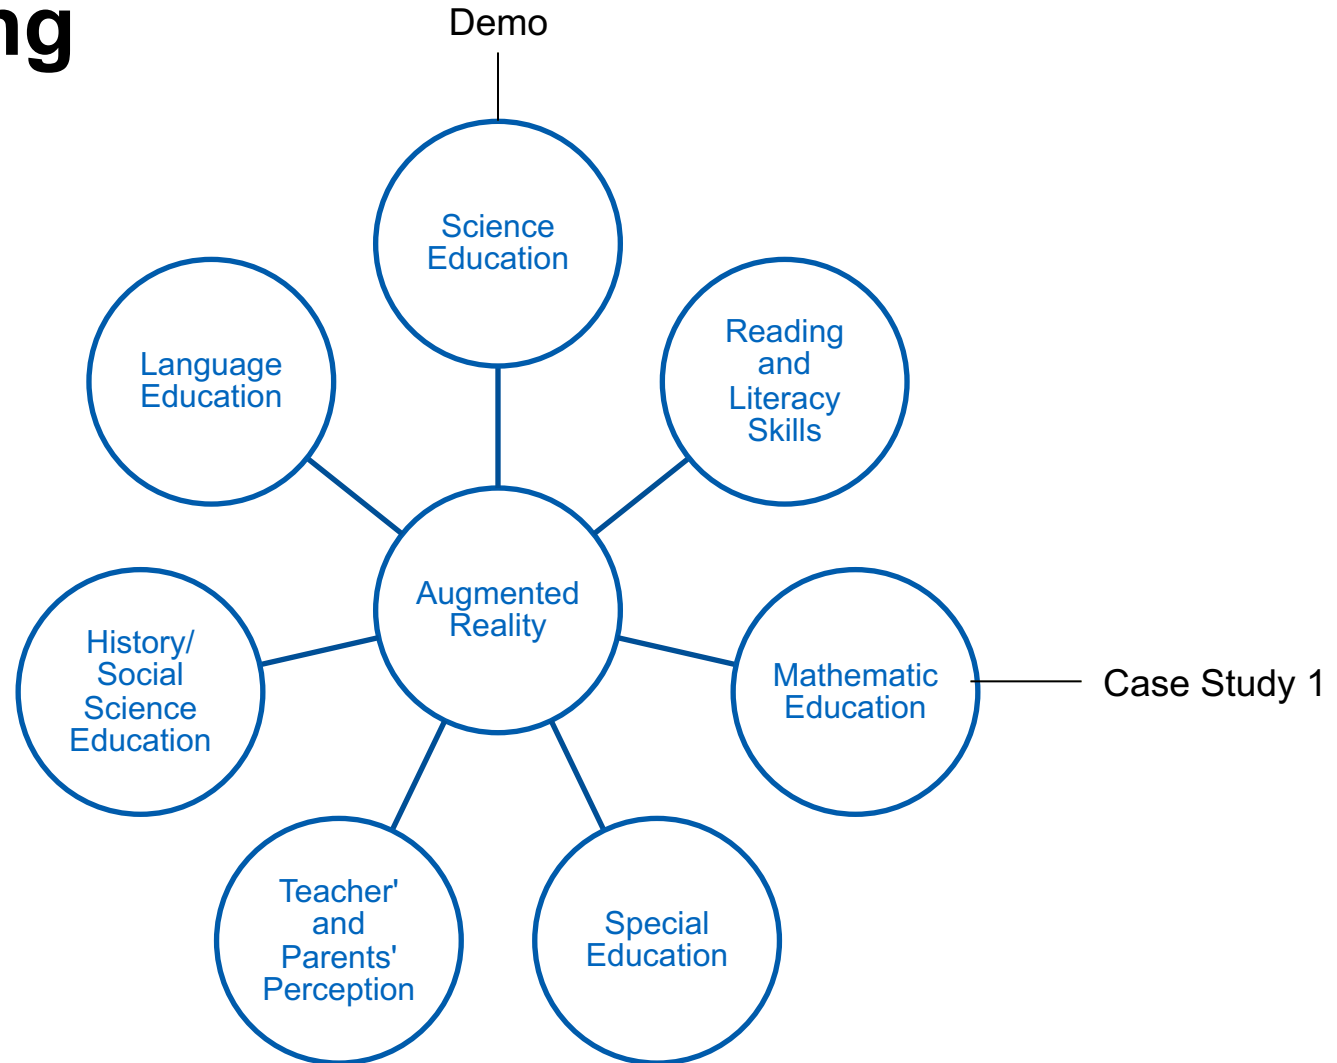 ng
Demo
Science
Education
Reading
and
Literacy
Skills
Language
Education
Augmented
Reality
History/
Social
Science
Education
Mathematic
Education
Case Study 1
Teacher'
and
Parents'
Perception
Special
Education